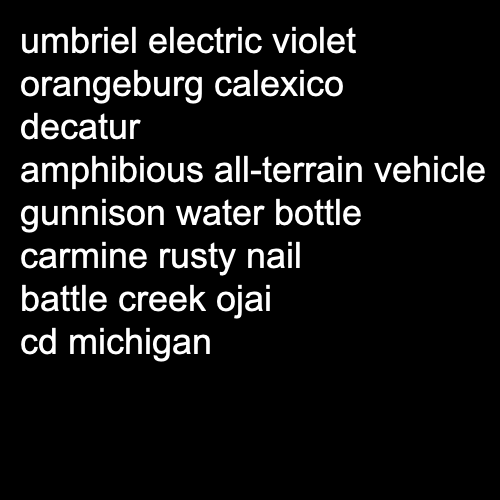 umbriel electric violet
orangeburg calexico
decatur
amphibious all-terrain vehicle
gunnison water bottle
carmine rusty nail
battle creek ojai
cd michigan